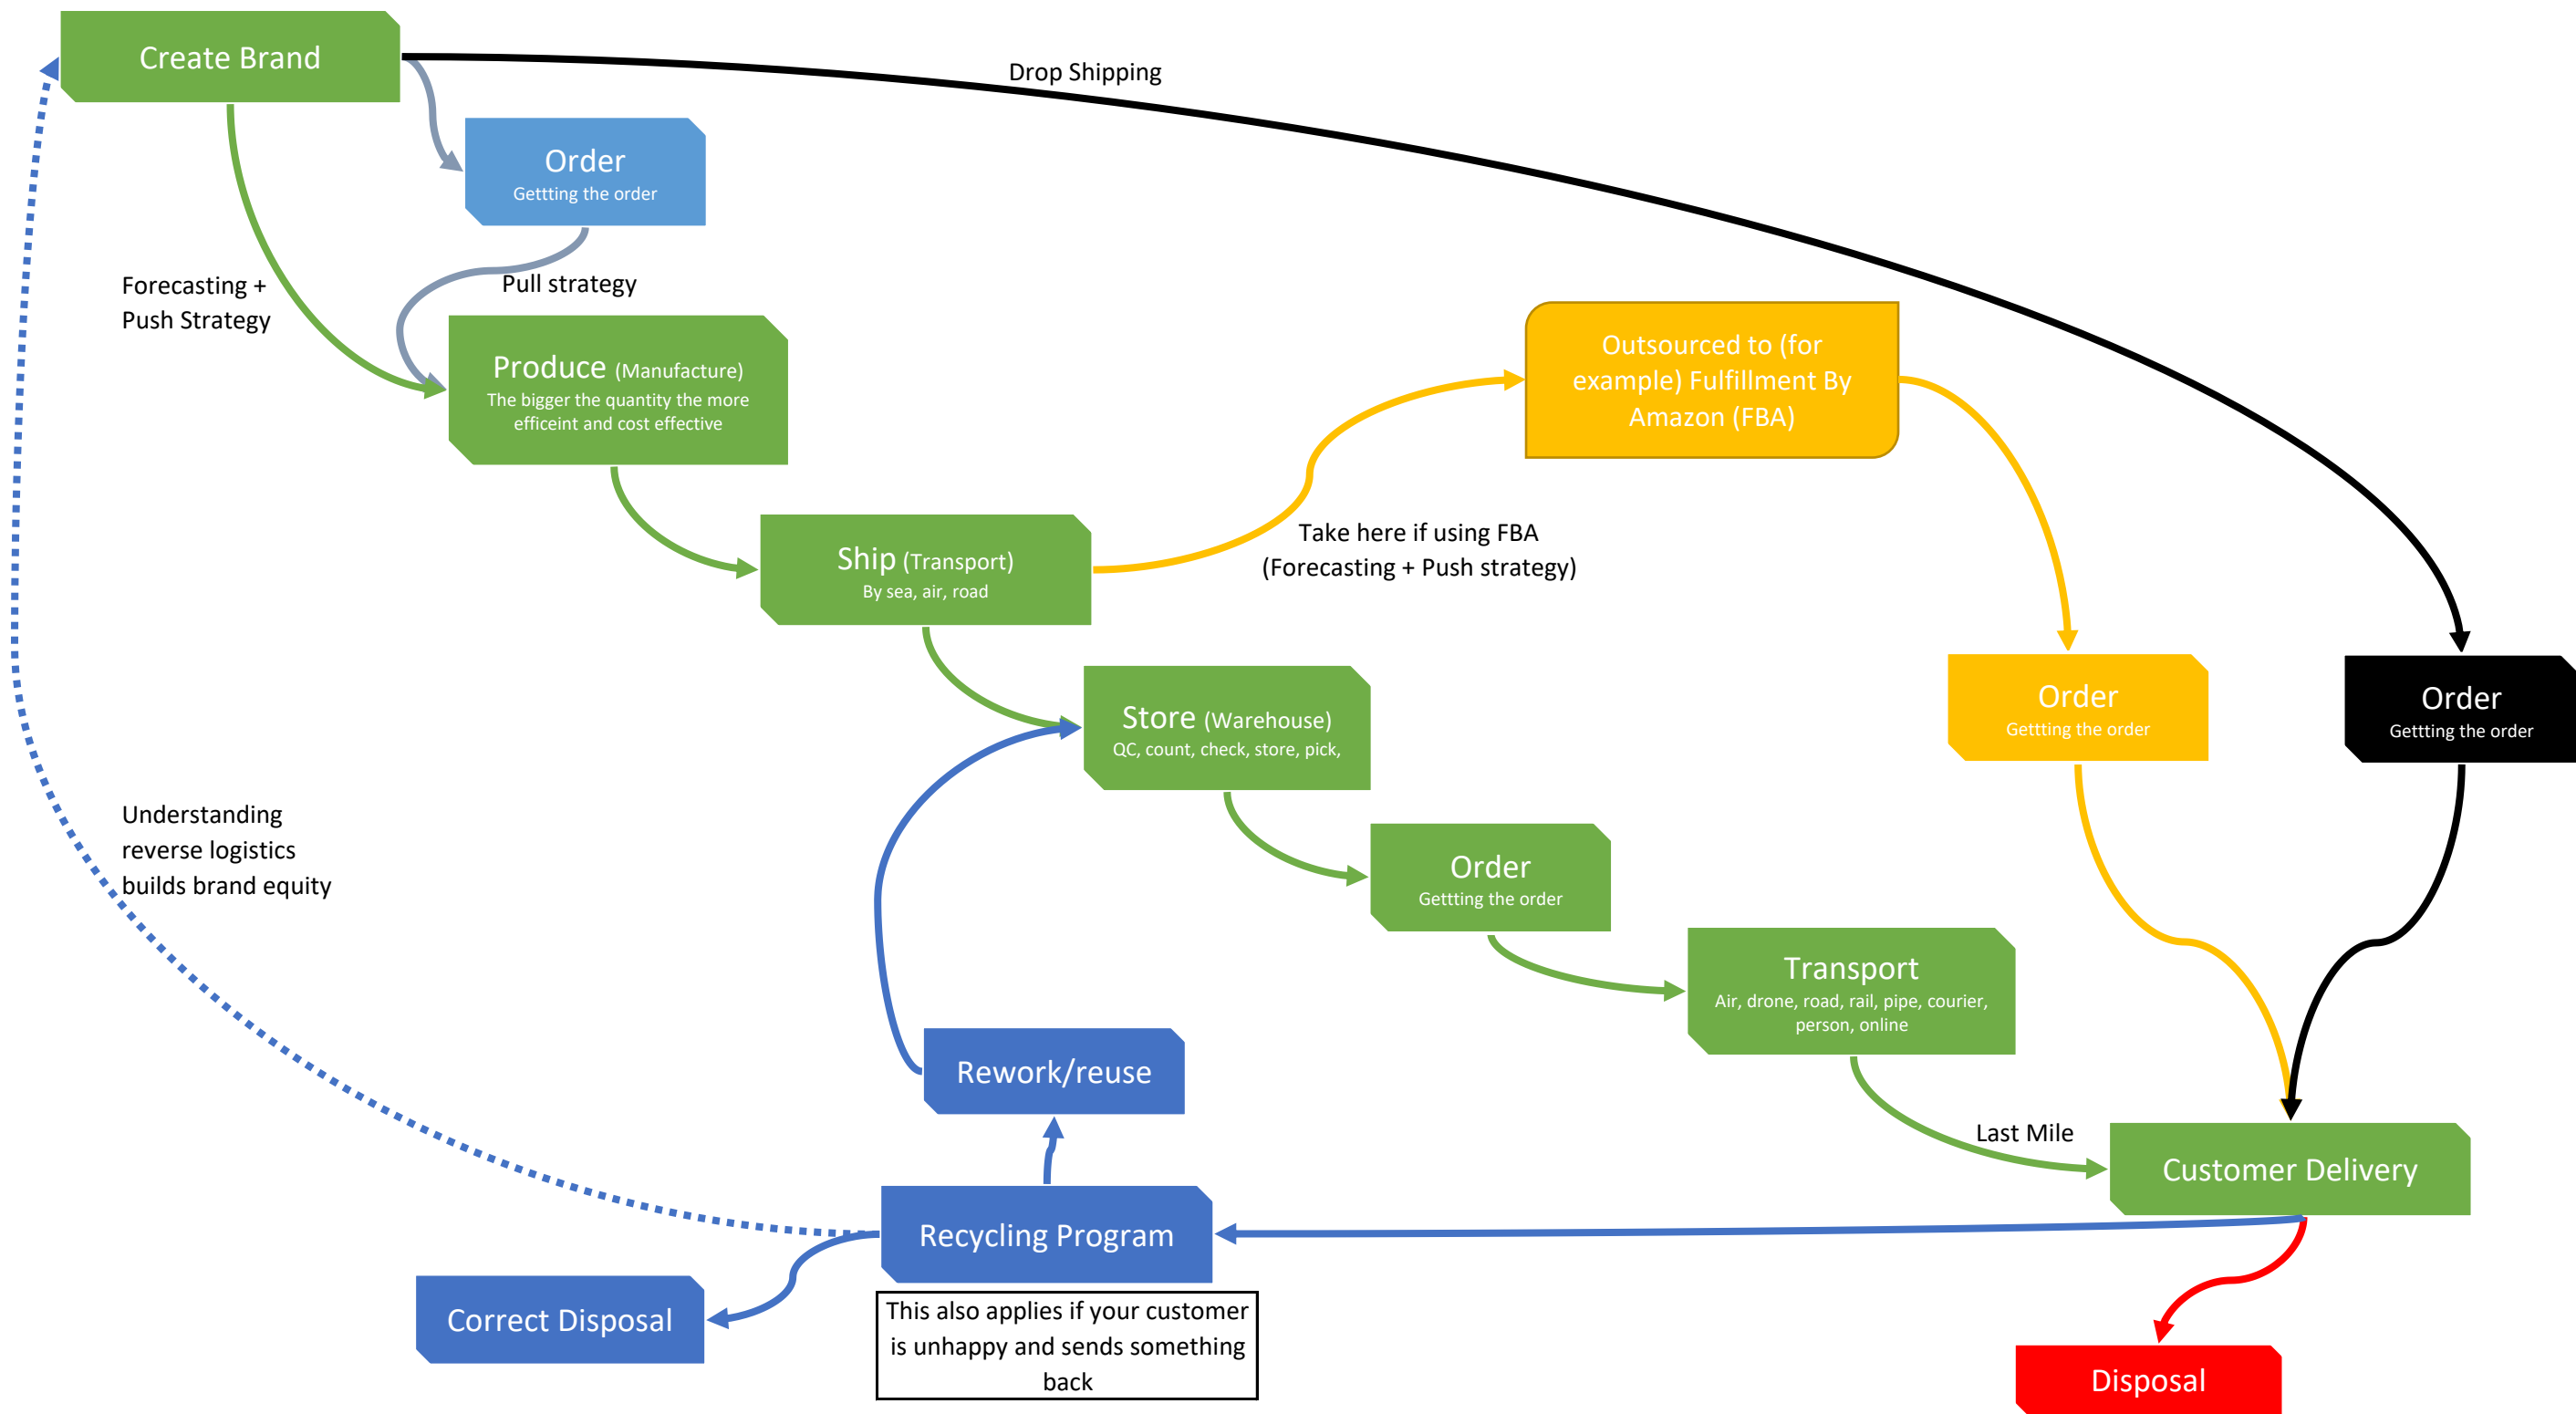 Create Brand
Drop Shipping
Order
Gettting the order
Forecasting +
Push Strategy
Pull strategy
Produce (Manufacture)
The bigger the quantity the more
efficeint and cost effective
Outsourced to (for
example) Fulfillment By
Amazon (FBA)
Ship (Transport)
By sea, air, road
Take here if using FBA
(Forecasting + Push strategy)
Store (Warehouse)
QC, count, check, store, pick,
Order
Gettting the order
Order
Gettting the order
Understanding
reverse logistics
builds brand equity
Order
Gettting the order
Transport
Air, drone, road, rail, pipe, courier,
person, online
Rework/reuse
Last Mile
Customer Delivery
Recycling Program
Correct Disposal
This also applies if your customer
is unhappy and sends something
back
Disposal